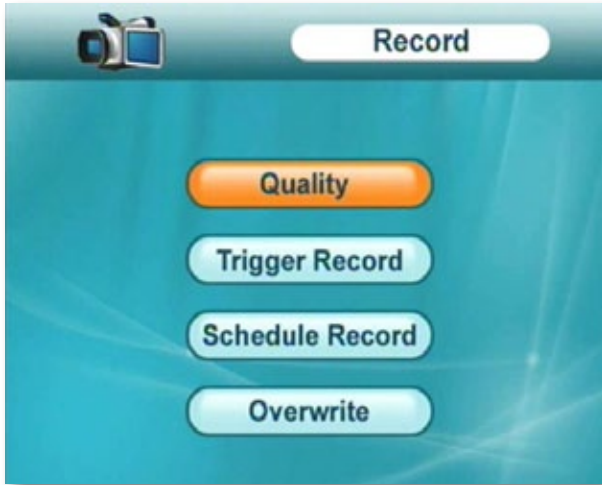 Record
Quality
Trigger Record
Schedule Record
Overwrite